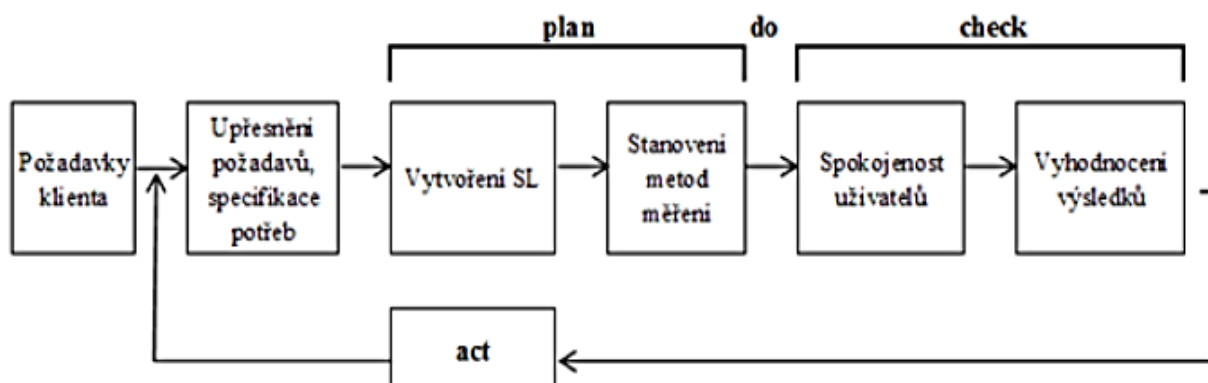 plan do check
Požadavky
klienta
Upřesnění
požadavů,
specifikace
potřeb
Vytvoření SL
Stanovení
metod
měření
Spokojenost
uživatelů
Vyhodnocení
výsledků
act